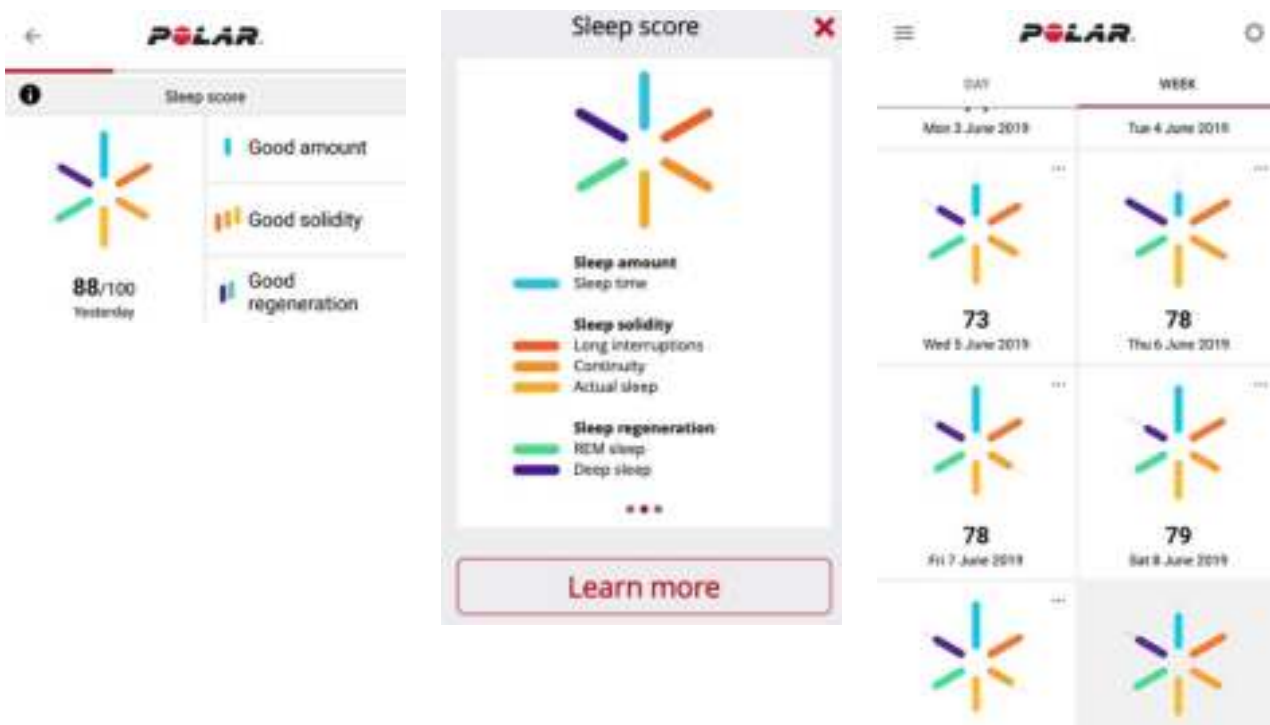 POLAR
Sleep score
Good amount
Good solidity
Good
regeneration
88/100
Yesterday
Sleep score
Sleep amount
Sleep time
Sleep solidity
Long interruptions
Continuity
Actual sleep
Sleep regeneration
REM sleep
Deep sleep
Learn more
POLAR
DAY
WEEK
Mon 3 June 2019
Tue 4 June 2019
73
78
Wed 5 June 2019
Thu 6 June 2019
78
79
Fri 7 June 2019
Sat 8 June 2019